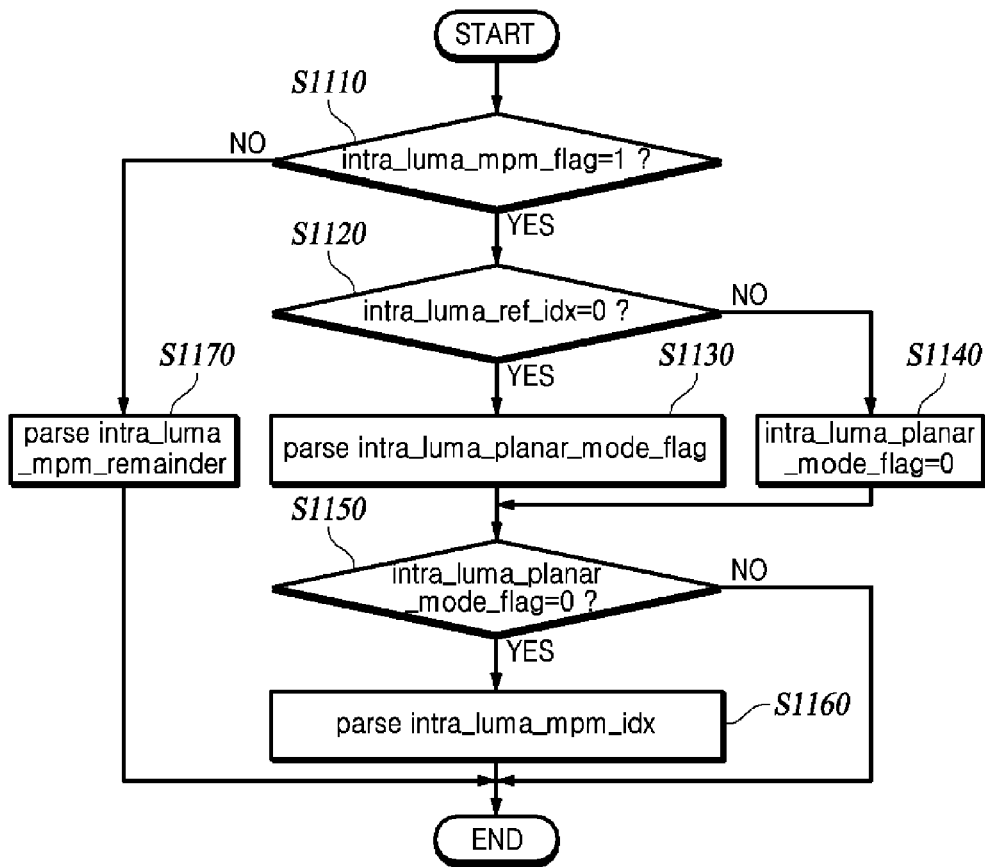 START
S1110
NO
intra_luma_mpm_flag=1 ?
YES
S1120
NO
intra_luma_ref_idx=0 ?
S1170
YES
S1130
S1140
parse intra_luma
_mpm_remainder
parse intra_luma_planar_mode_flag
intra_luma_planar
_mode_flag=0
S1150
intra_luma_planar
_mode_flag=0 ?
NO
YES
parse intra_luma_mpm_idx
S1160
END